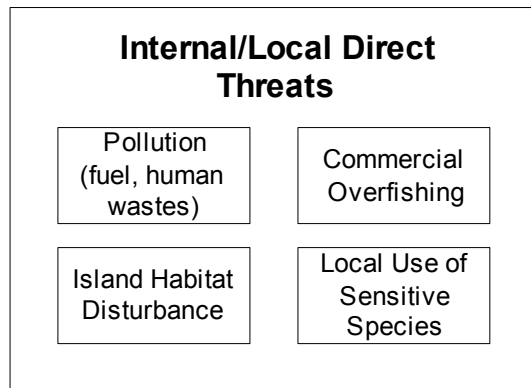 Internal/Local Direct
Threats
Pollution
(fuel, human
wastes)
Commercial
Overfishing
Island Habitat
Disturbance
Local Use of
Sensitive
Species